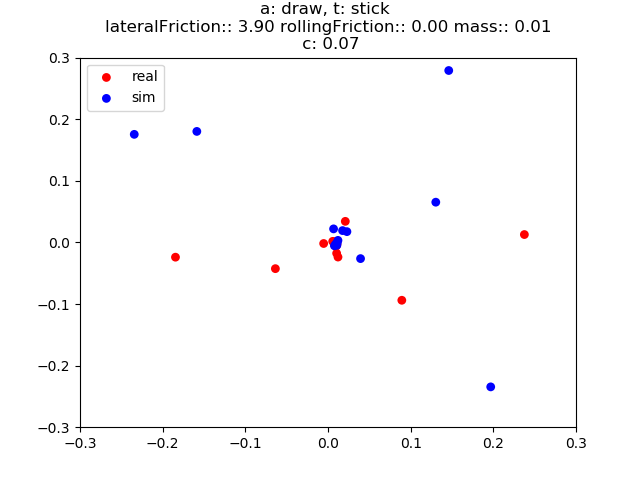 a: draw, t: stick
lateralFriction:: 3.90 rollingFriction:: 0.00 mass:: 0.01
c: 0.07
real
sim
0.3
0.2
0.1
0.0
−0.1
−0.2
−0.3
−0.3
−0.2
−0.1
0.0
0.1
0.2
0.3